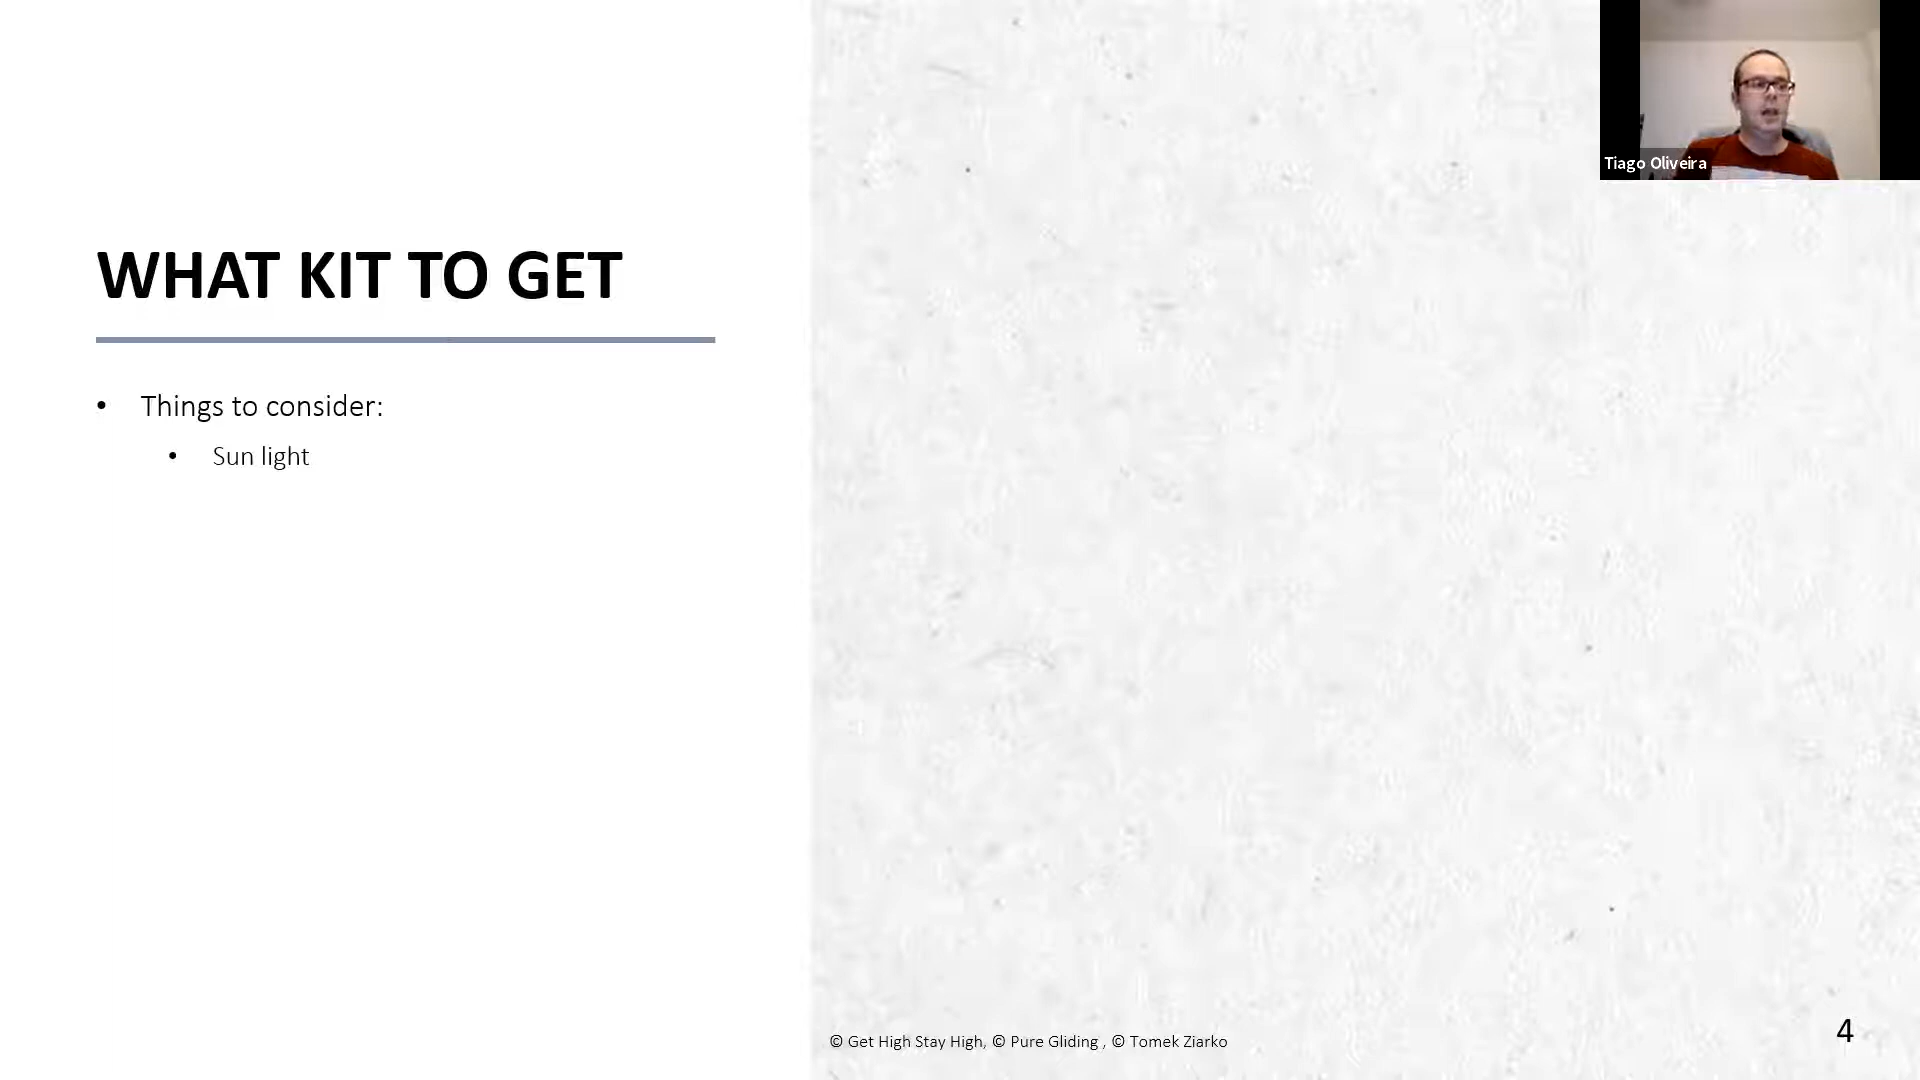 Tiago Oliveira
WHAT KIT TO GET
• Things to consider:
• Sun light
© Get High Stay High, © Pure Gliding , © Tomek Ziarko
4